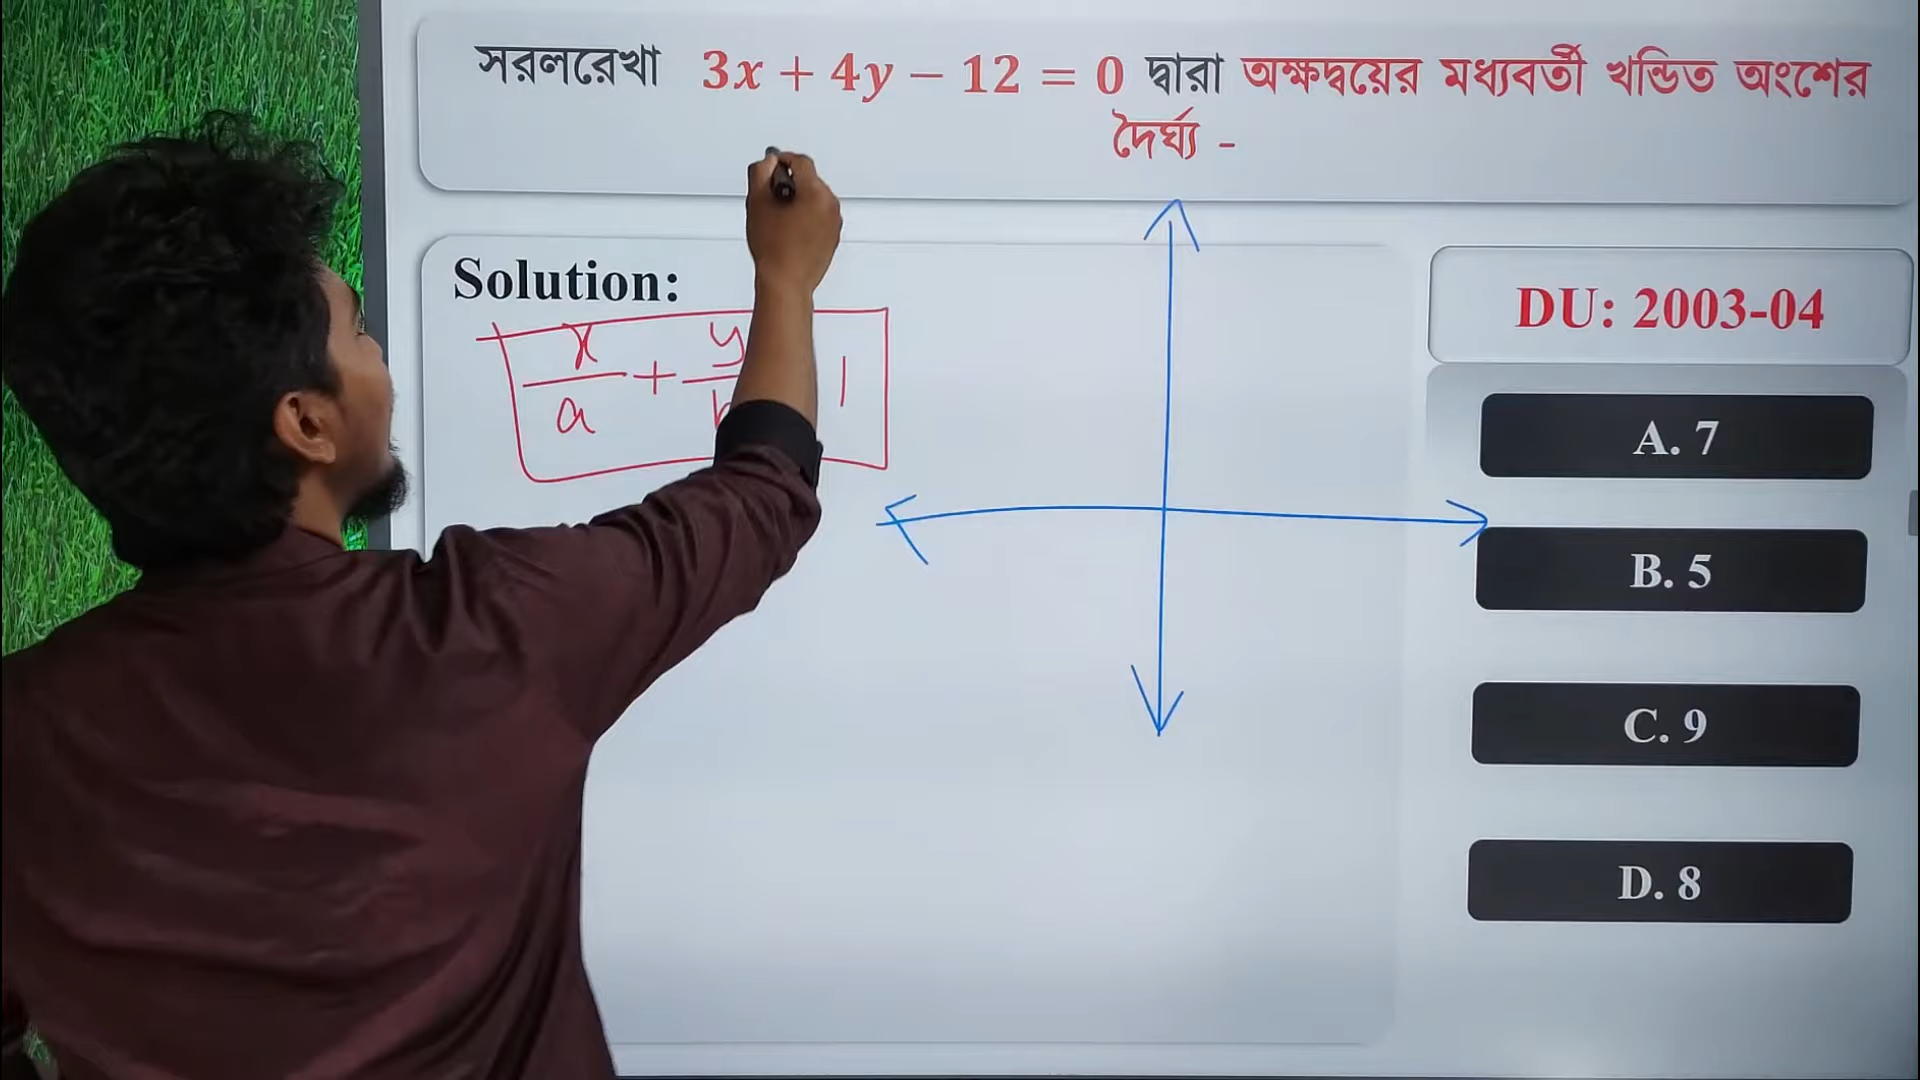 সরলরেখা 3x + 4y − 12 = 0 দ্বারা অক্ষদ্বয়ের মধ্যবর্তী খন্ডিত অংশের
দৈর্ঘ্য -
Solution:
x/a + y/ 1
DU: 2003-04
A. 7
B. 5
C. 9
D. 8